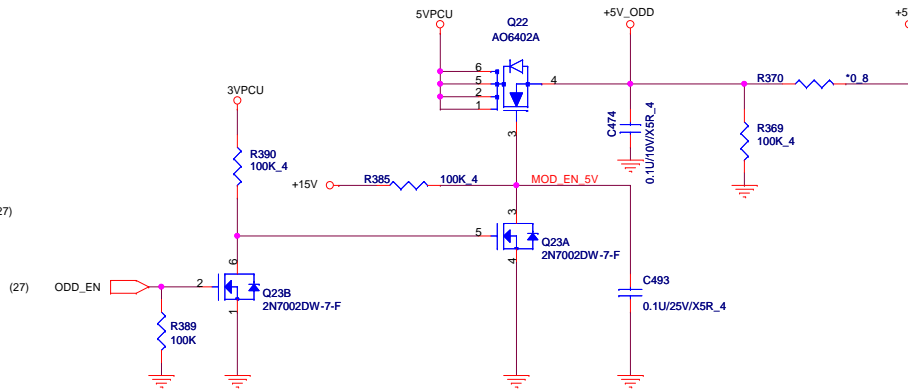 5VPCU
Q22
AO6402A
+5V_ODD
+5
6
5
2
1
4
3
R370
*0_8
3VPCU
C474
0.1U/10V/X5R_4
R369
100K_4
R390
100K_4
+15V
R385
100K_4
MOD_EN_5V
27)
3
5
Q23A
2N7002DW-7-F
4
6
(27)
ODD_EN
2
Q23B
2N7002DW-7-F
1
C493
0.1U/25V/X5R_4
R389
100K